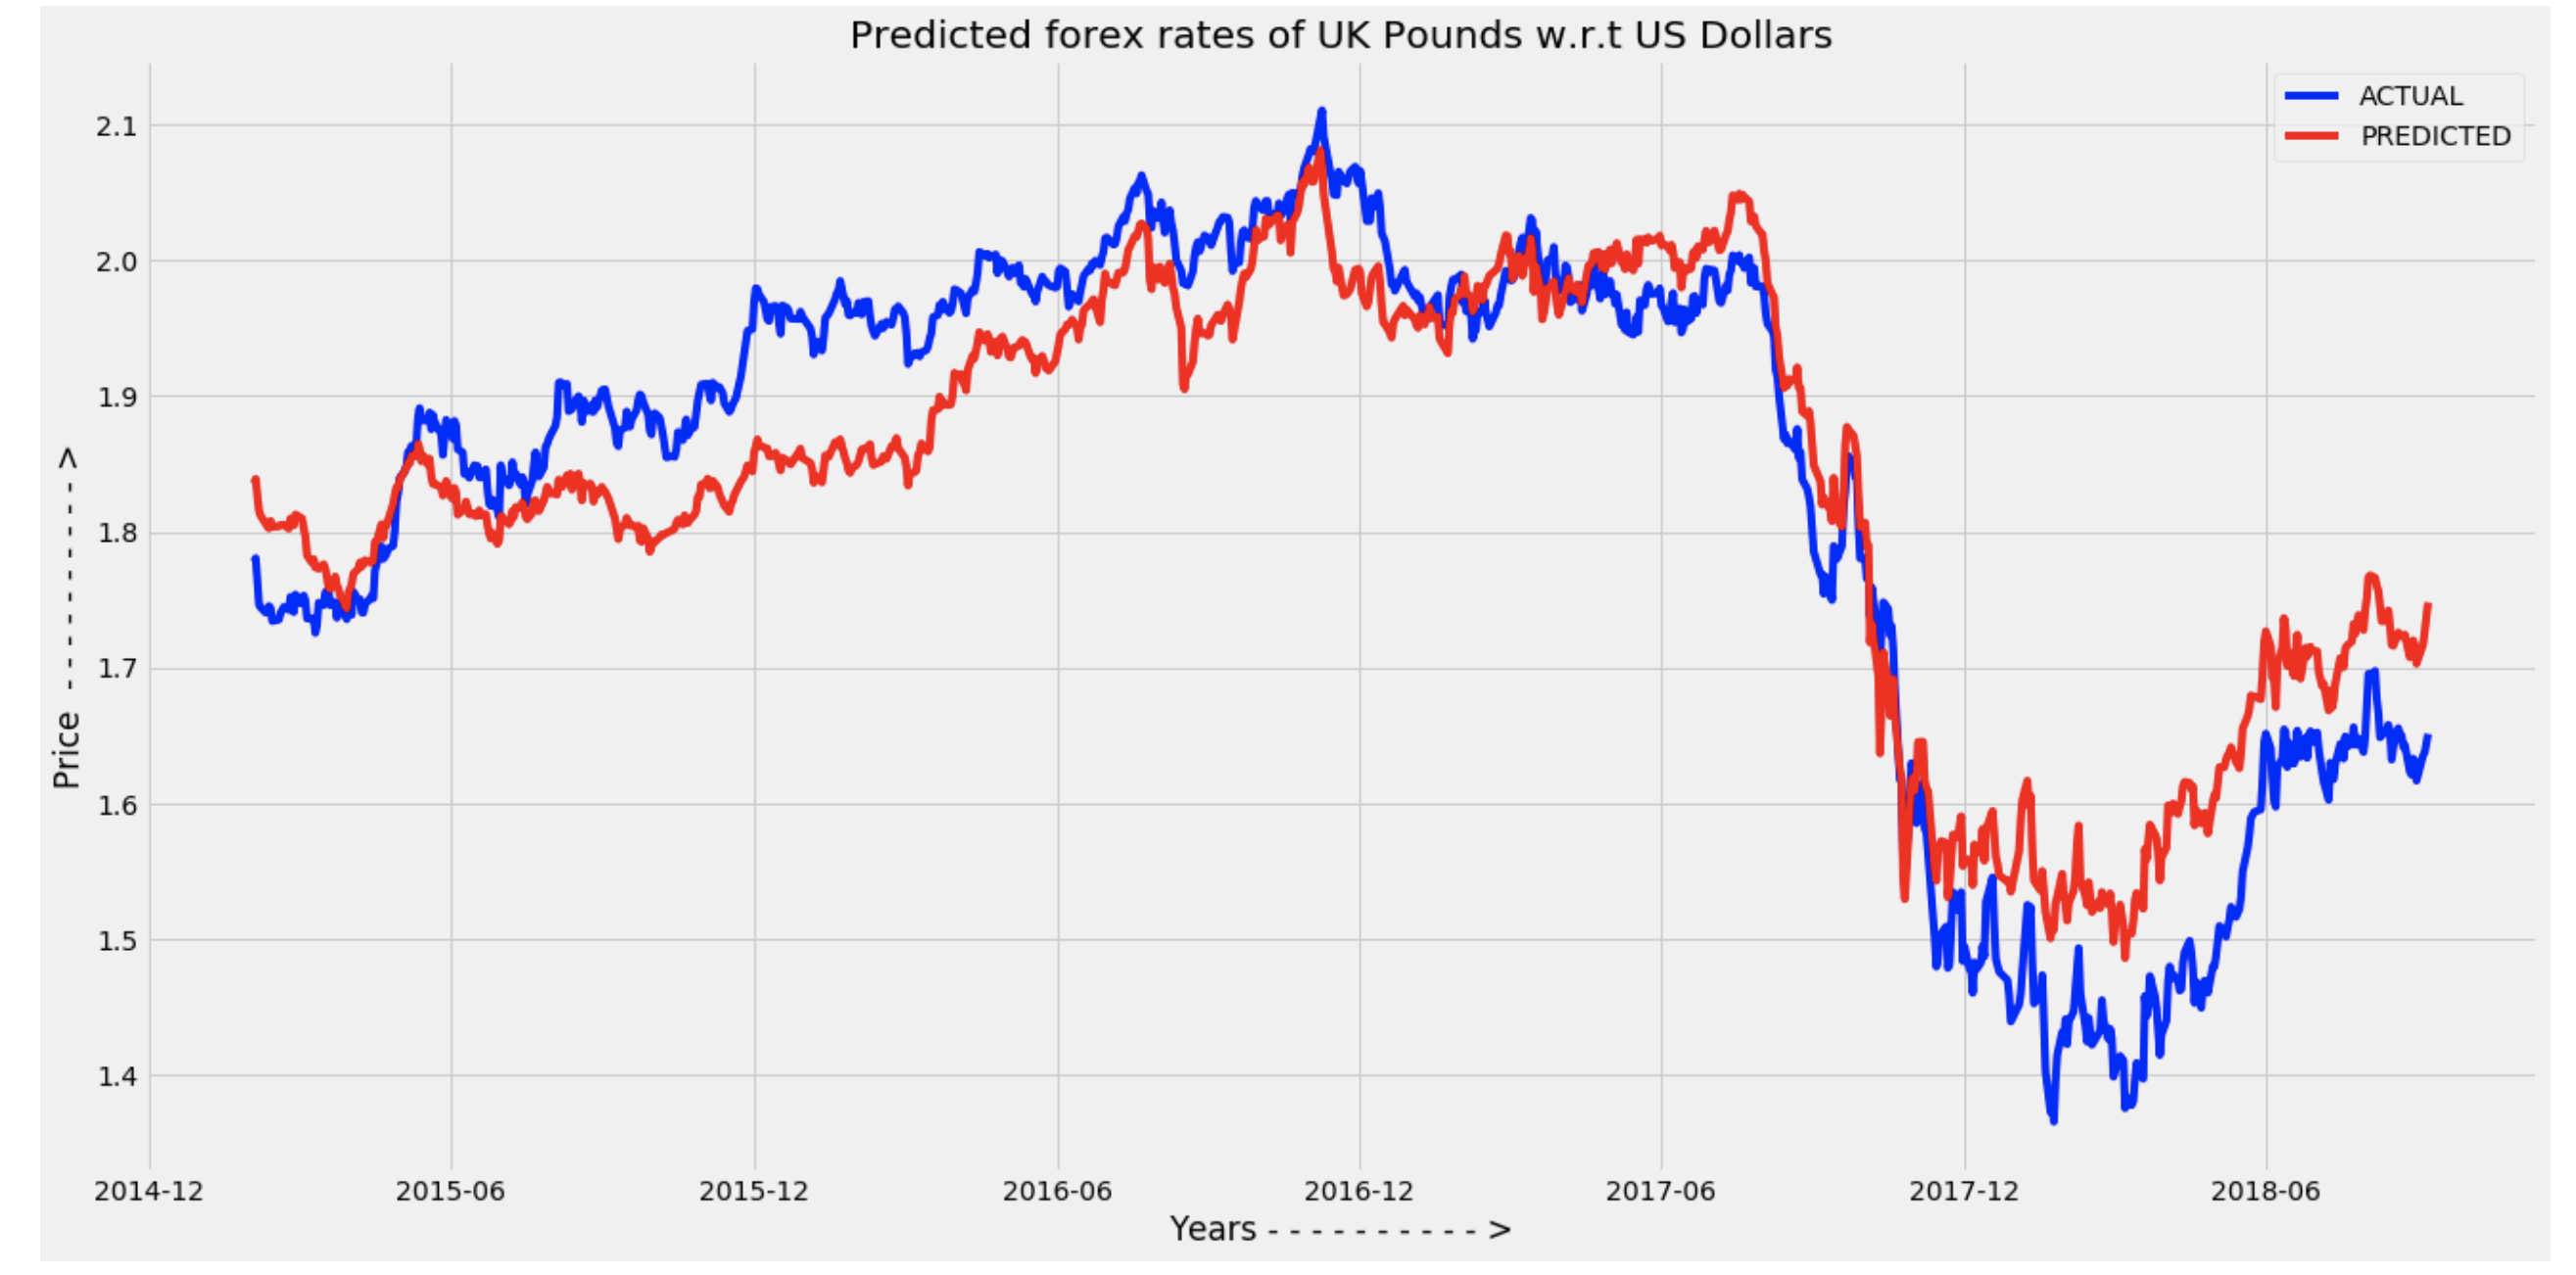 Predicted forex rates of UK Pounds w.r.t US Dollars
ACTUAL
PREDICTED
2.1
2.0
1.9
1.8
1.7
1.6
1.5
1.4
Price - - - - - - - - - - >
2014-12 2015-06 2015-12 2016-06 2016-12 2017-06 2017-12 2018-06
Years - - - - - - - - - - >